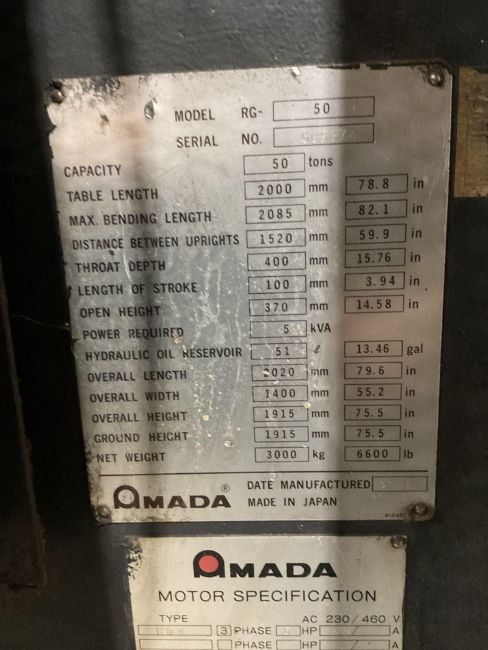 MODEL RG- 50
SERIAL NO.
CAPACITY 50 tons
TABLE LENGTH 2000 mm 78.8 in
MAX. BENDING LENGTH 2085 mm 82.1 in
DISTANCE BETWEEN UPRIGHTS 1520 mm 59.9 in
THROAT DEPTH 400 mm 15.76 in
LENGTH OF STROKE 100 mm 3.94 in
OPEN HEIGHT 370 mm 14.58 in
POWER REQUIRED 5 kVA
HYDRAULIC OIL RESERVOIR 51 ℓ 13.46 gal
OVERALL LENGTH 2020 mm 79.6 in
OVERALL WIDTH 1400 mm 55.2 in
OVERALL HEIGHT 1915 mm 75.5 in
GROUND HEIGHT 1915 mm 75.5 in
NET WEIGHT 3000 kg 6600 lb
AMADA ® DATE MANUFACTURED
MADE IN JAPAN
AMADA
MOTOR SPECIFICATION
TYPE AC 230/460 V
3 PHASE HP A
PHASE HP A